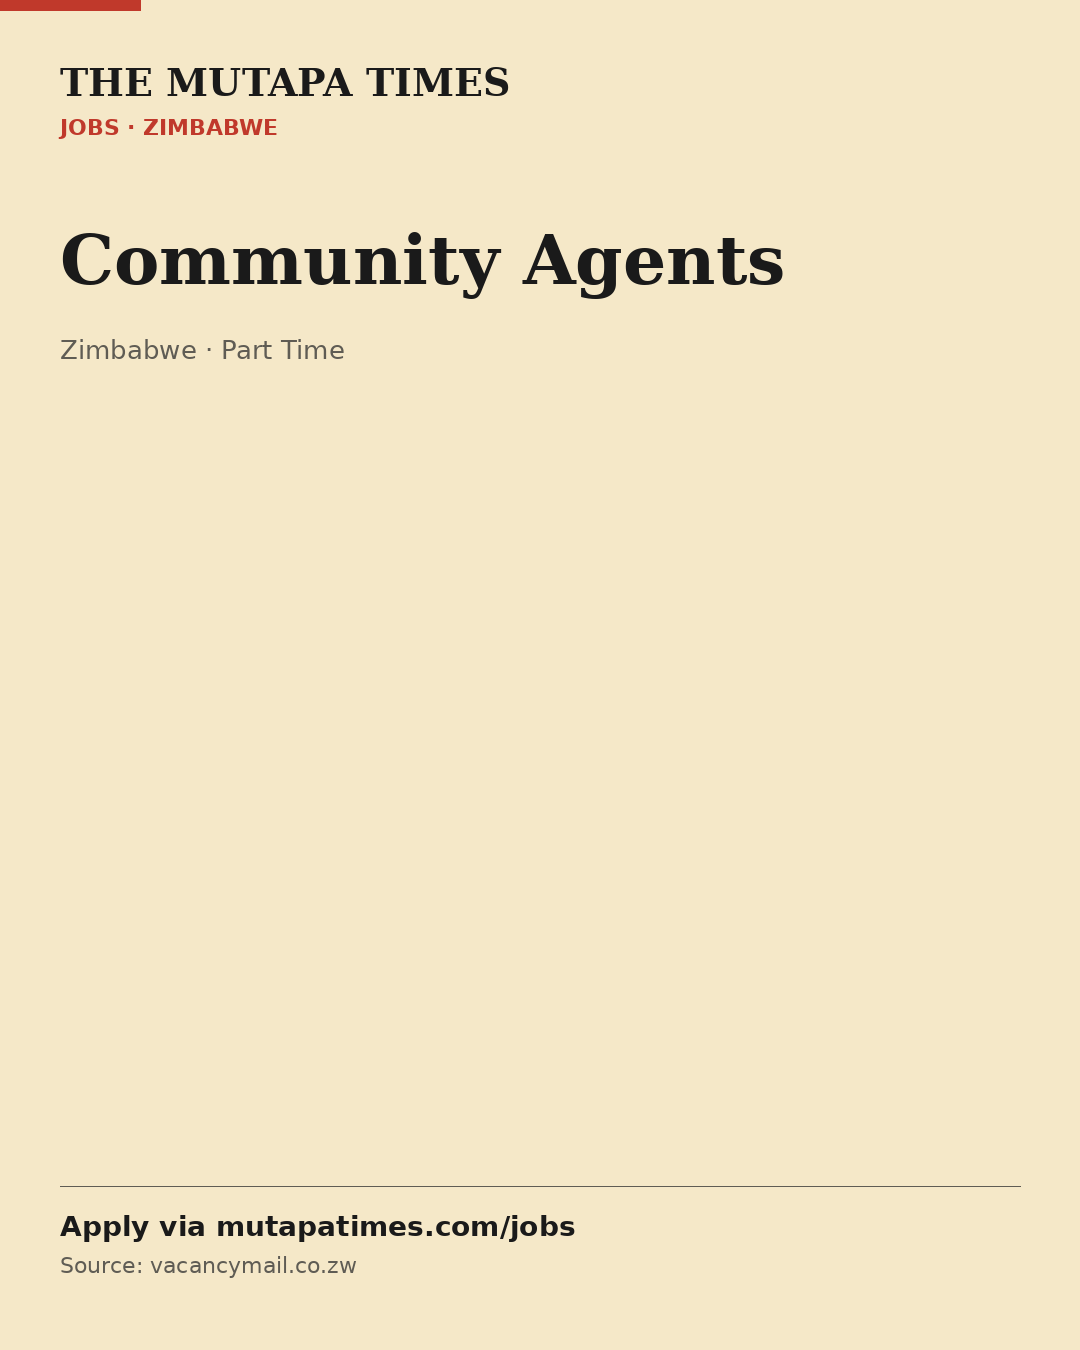 THE MUTAPA TIMES
JOBS · ZIMBABWE
Community Agents
Zimbabwe · Part Time
Apply via mutapatimes.com/jobs
Source: vacancymail.co.zw